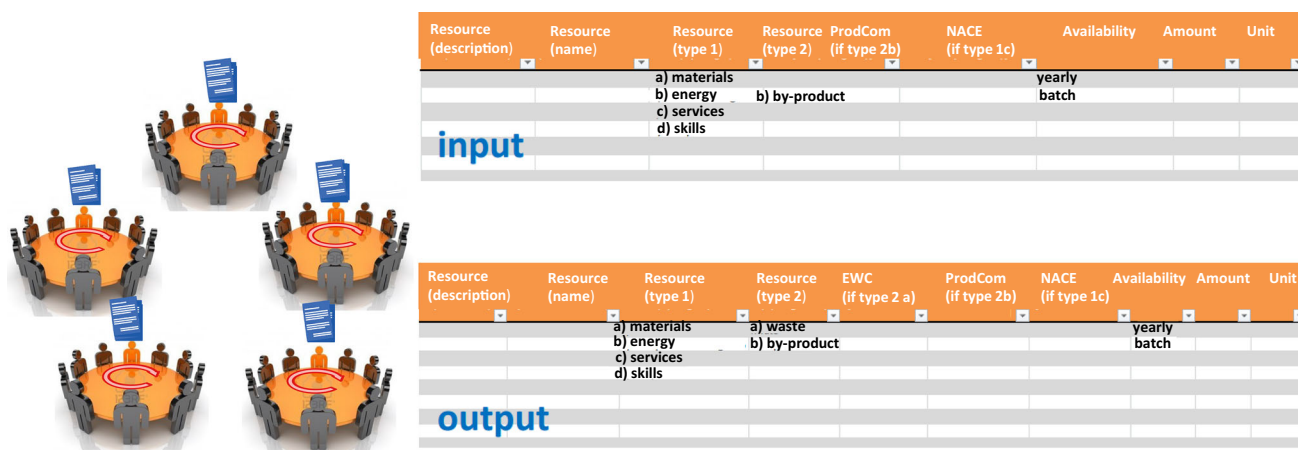 Resource Resource Resource Resource ProdCom NACE Availability Amount Unit
(description) (name) (type 1) (type 2) (if type 2b) (if type 1c)
a) materials yearly
b) energy b) by-product batch
c) services
d) skills
input
Resource Resource Resource Resource EWC ProdCom NACE Availability Amount Unit
(description) (name) (type 1) (type 2) (if type 2 a) (if type 2b) (if type 1c)
a) materials a) waste yearly
b) energy b) by-product batch
c) services
d) skills
output
C
C
C
C
C